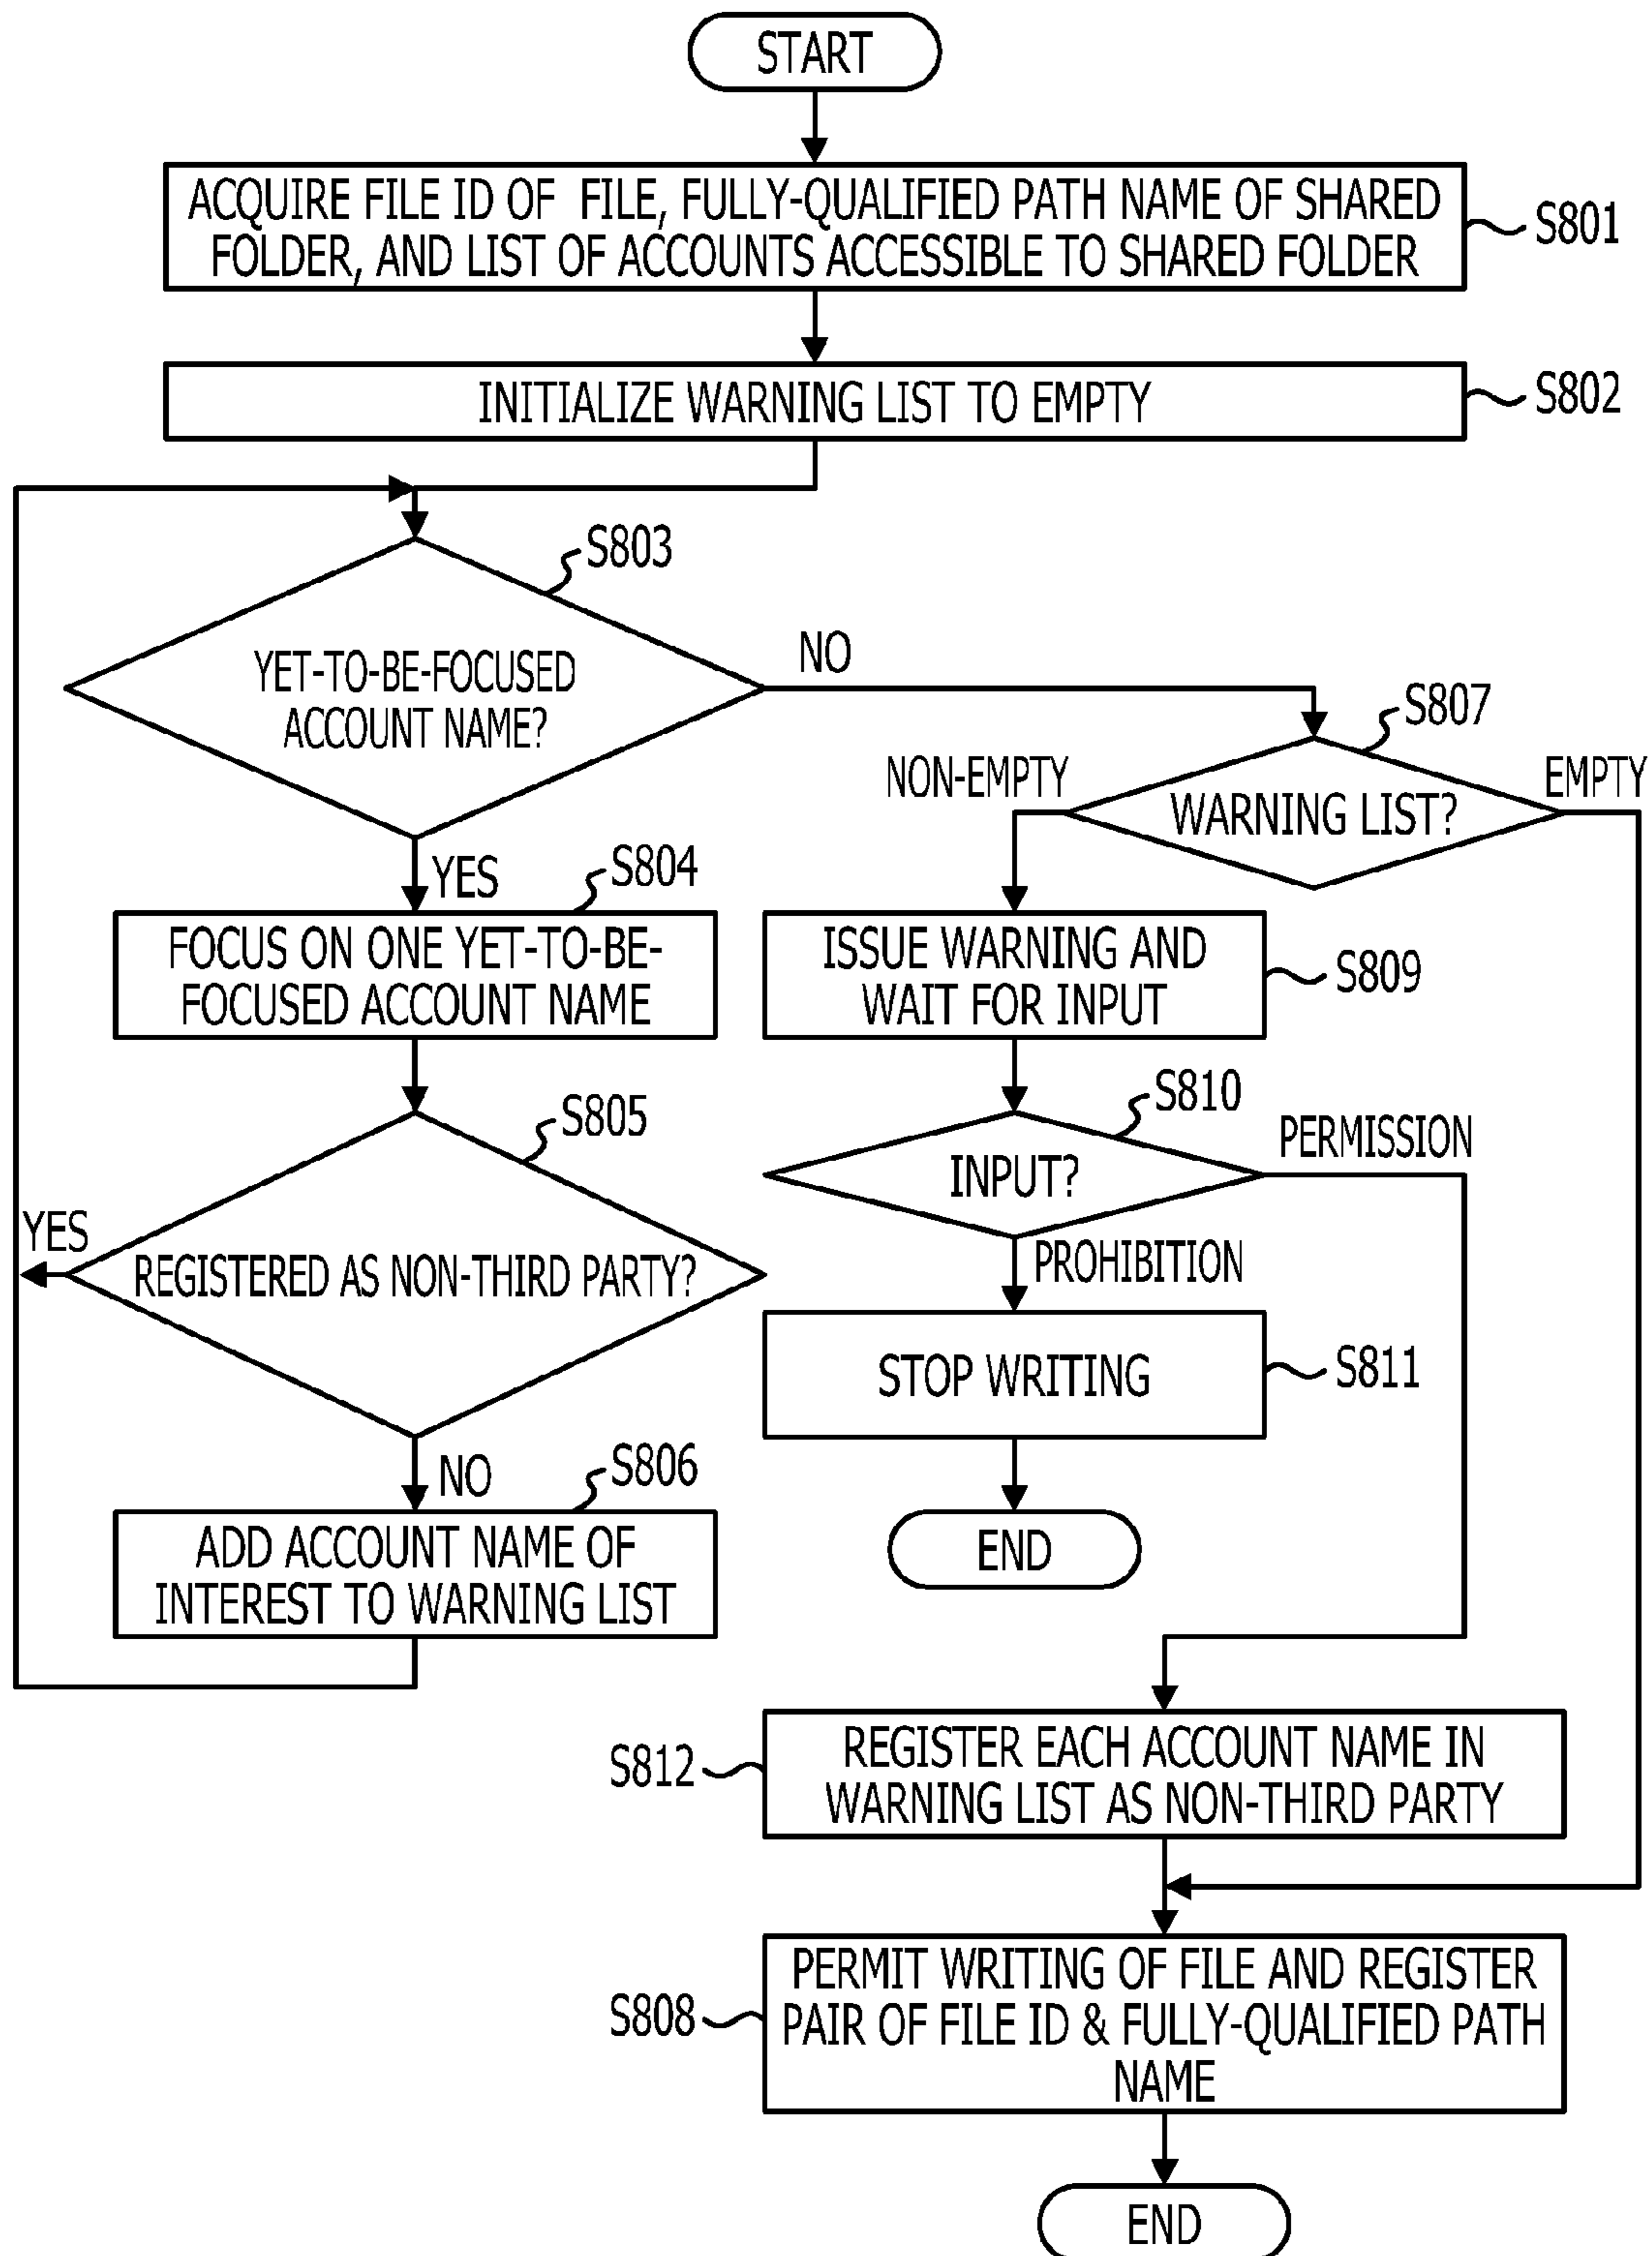 START
ACQUIRE FILE ID OF FILE, FULLY-QUALIFIED PATH NAME OF SHARED
FOLDER, AND LIST OF ACCOUNTS ACCESSIBLE TO SHARED FOLDER
S801
INITIALIZE WARNING LIST TO EMPTY
S802
S803
YET-TO-BE-FOCUSED
ACCOUNT NAME?
NO
YES
S804
FOCUS ON ONE YET-TO-BE-
FOCUSED ACCOUNT NAME
S805
YES
REGISTERED AS NON-THIRD PARTY?
NO
S806
ADD ACCOUNT NAME OF
INTEREST TO WARNING LIST
S807
NON-EMPTY
EMPTY
WARNING LIST?
ISSUE WARNING AND
WAIT FOR INPUT
S809
S810
PERMISSION
INPUT?
PROHIBITION
STOP WRITING
S811
END
S812
REGISTER EACH ACCOUNT NAME IN
WARNING LIST AS NON-THIRD PARTY
S808
PERMIT WRITING OF FILE AND REGISTER
PAIR OF FILE ID & FULLY-QUALIFIED PATH
NAME
END